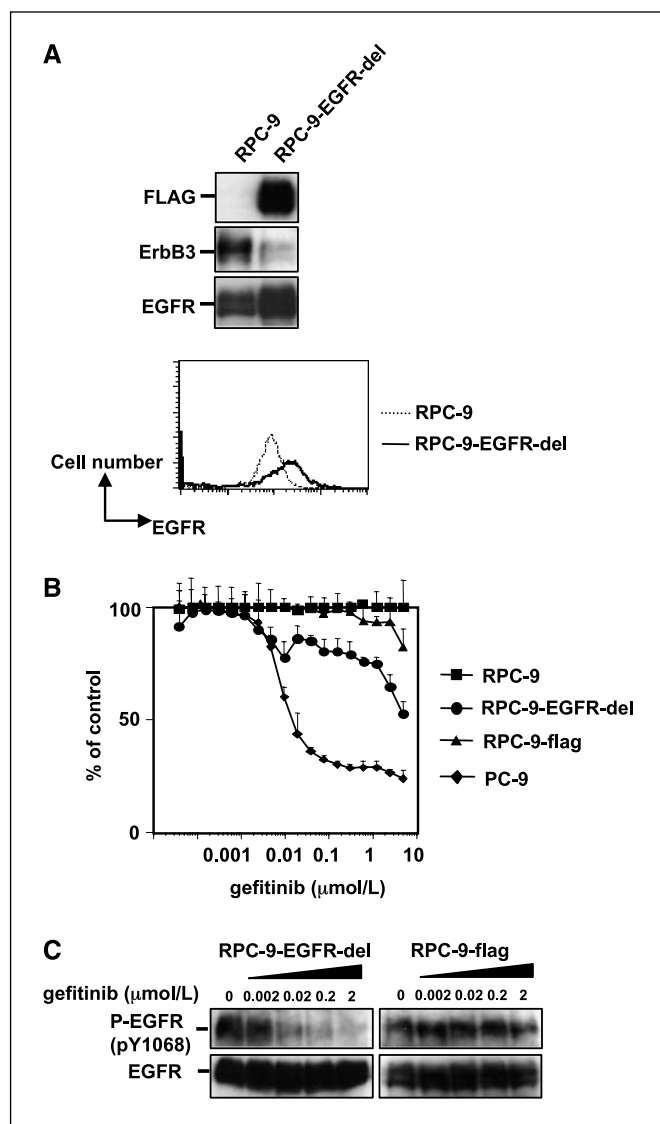 A
RPC-9
RPC-9-EGFR-del
FLAG
ErbB3
EGFR
RPC-9
RPC-9-EGFR-del
Cell number
EGFR
B
100
50
0
% of control
0.001 0.01 0.1 1 10
gefitinib (μmol/L)
RPC-9
RPC-9-EGFR-del
RPC-9-flag
PC-9
C
RPC-9-EGFR-del RPC-9-flag
gefitinib (μmol/L) 0 0.002 0.02 0.2 2 0 0.002 0.02 0.2 2
P-EGFR
(pY1068)
EGFR